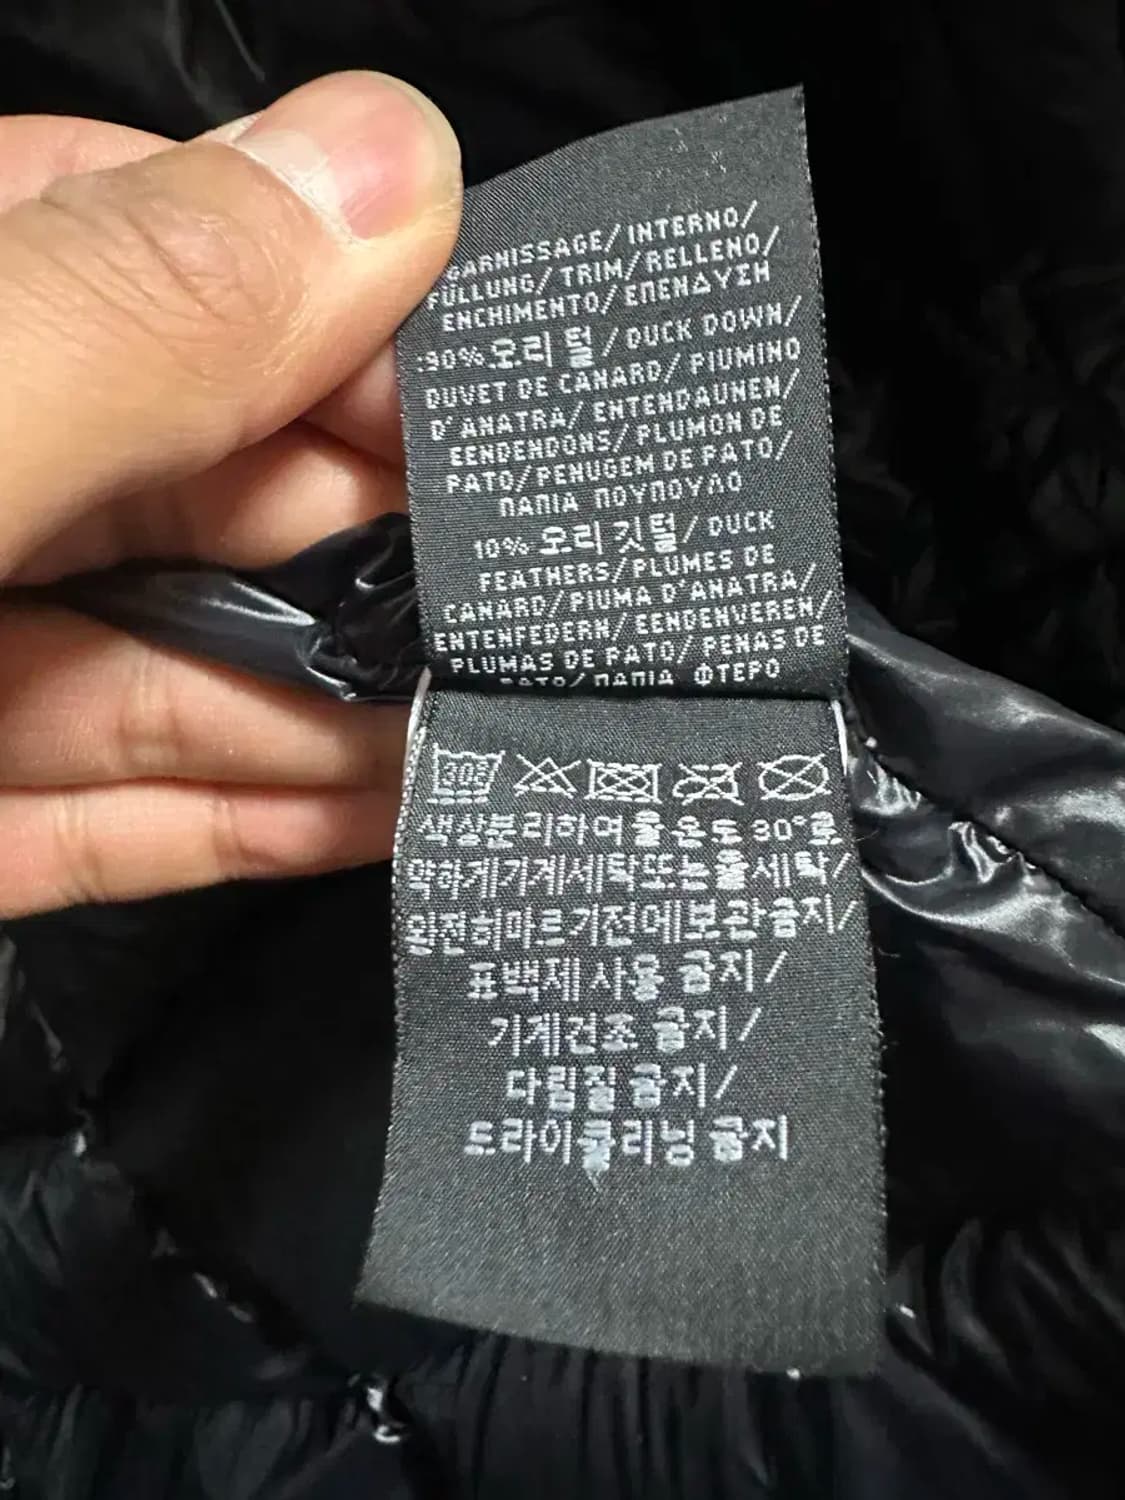 GARNISSAGE/INTERNO/
FÜLLUNG/TRIM/RELLENO/
ENCHIMENTO/ΕΠΕΝΔΥΣΗ
:90% 오리 털/DUCK DOWN/
DUVET DE CANARD/PIUMINO
D'ANATRA/ENTENDAUNEN/
EENDENDONS/PLUMON DE
PATO/PENUGEM DE PATO/
ΠΑΠΙΑ ΠΟΥΠΟΥΛΟ
10% 오리 깃털/DUCK
FEATHERS/PLUMES DE
CANARD/PIUMA D'ANATRA/
ENTENFEDERN/EENDENVEREN/
PLUMAS DE PATO/PENAS DE
PATO/ΠΑΠΙΑ ΦΤΕΡΟ
30°
색상분리하여 물온도 30°로
약하게기계세탁또는물세탁/
완전히마르기전에보관금지/
표백제 사용 금지/
기계건조 금지/
다림질 금지/
드라이클리닝 금지